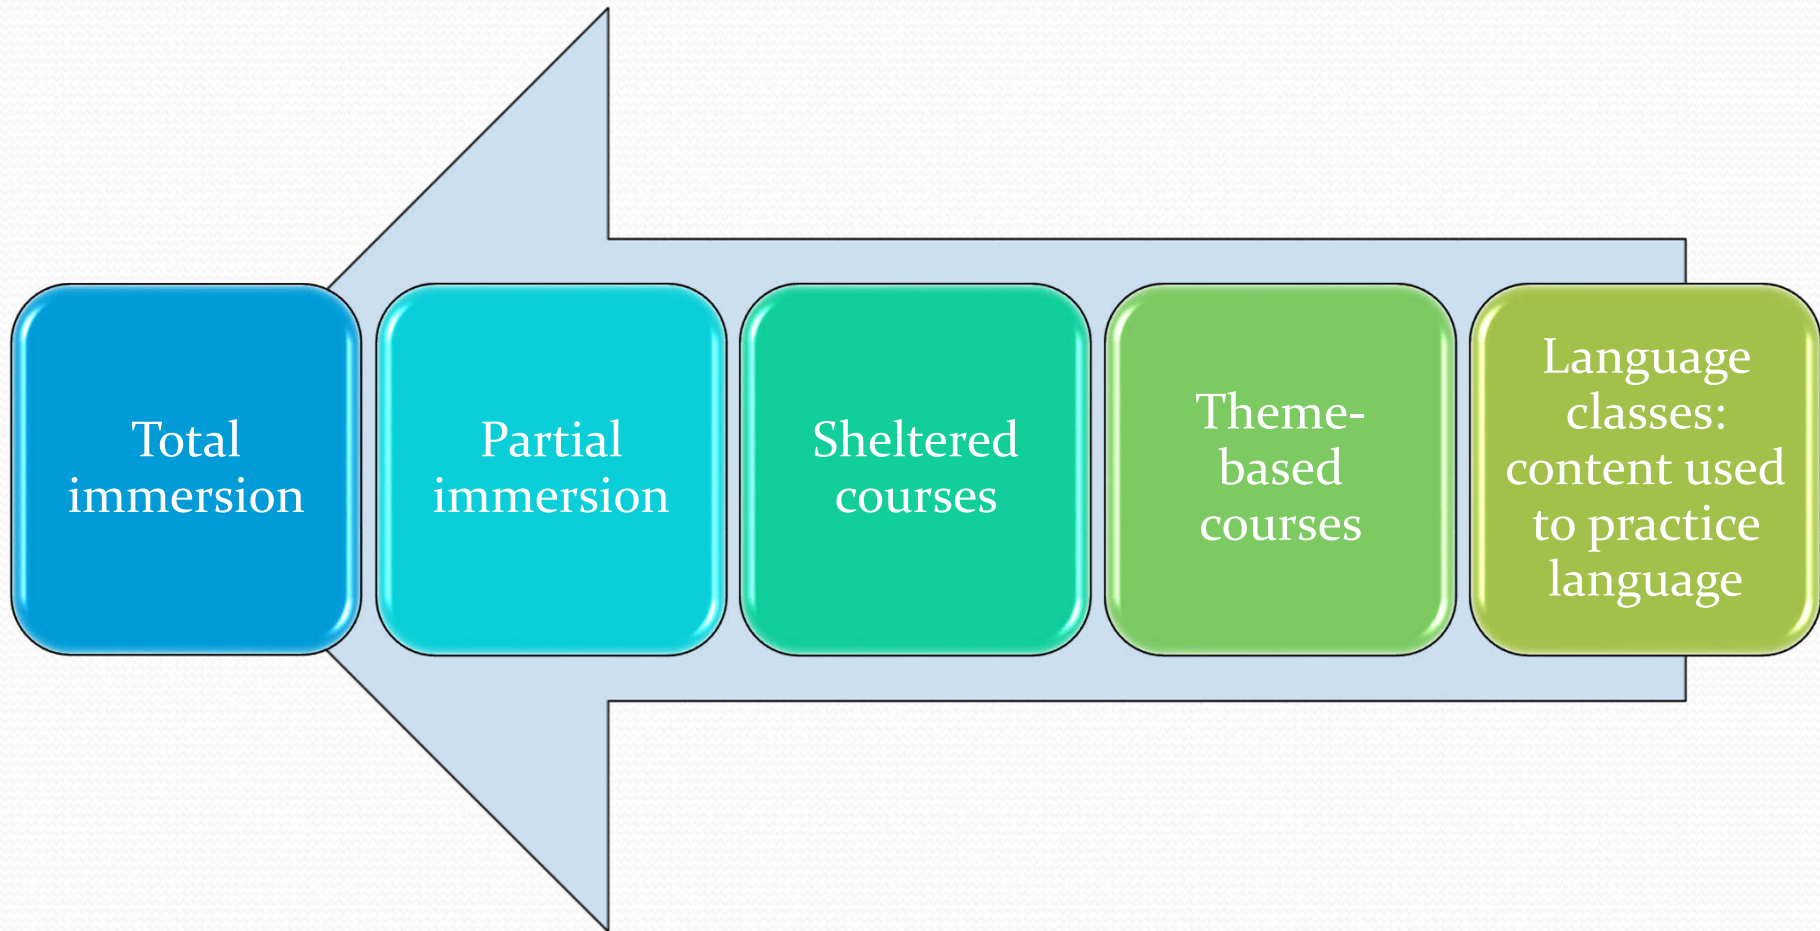 Total
immersion
Partial
immersion
Sheltered
courses
Theme-
based
courses
Language
classes:
content used
to practice
language